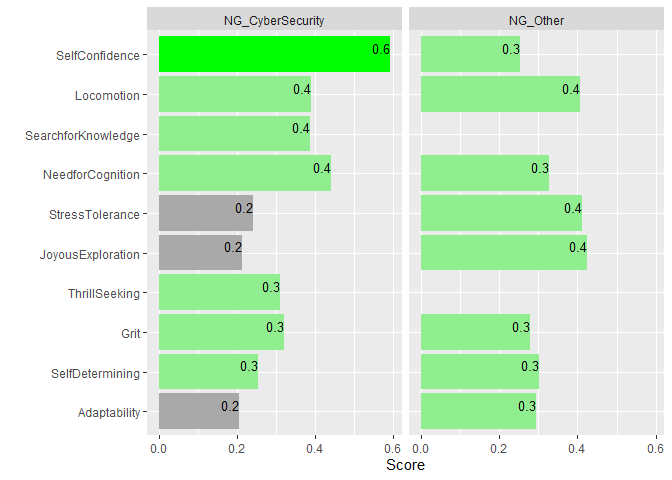 NG_CyberSecurity NG_Other
SelfConfidence 0.6 0.3
Locomotion 0.4 0.4
SearchforKnowledge 0.4
NeedforCognition 0.4 0.3
StressTolerance 0.2 0.4
JoyousExploration 0.2 0.4
ThrillSeeking 0.3
Grit 0.3 0.3
SelfDetermining 0.3 0.3
Adaptability 0.2 0.3
0.0 0.2 0.4 0.6 0.0 0.2 0.4 0.6
Score